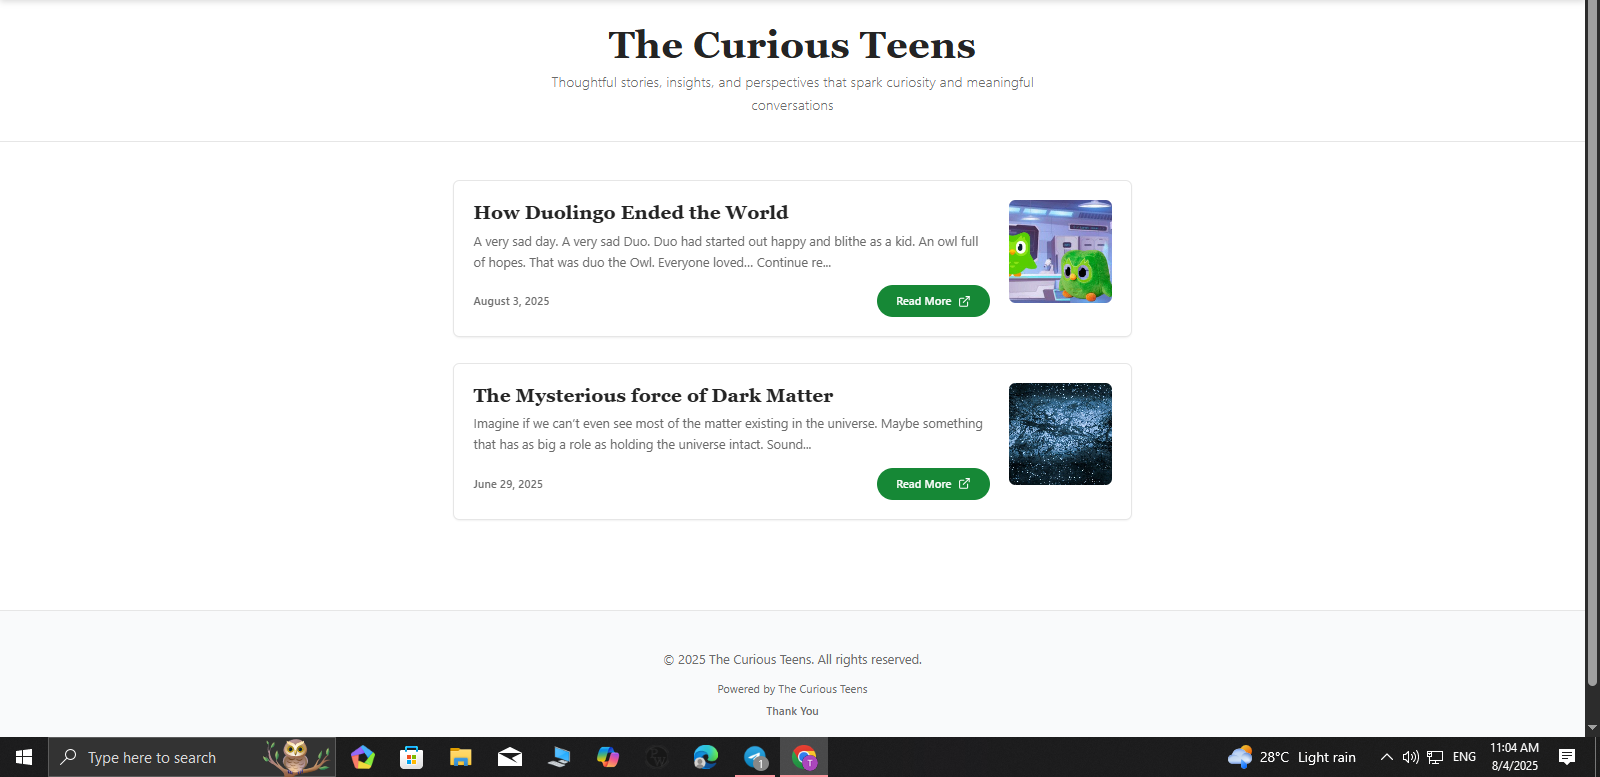 The Curious Teens
Thoughtful stories, insights, and perspectives that spark curiosity and meaningful
conversations
How Duolingo Ended the World
A very sad day. A very sad Duo. Duo had started out happy and blithe as a kid. An owl full
of hopes. That was duo the Owl. Everyone loved... Continue re...
August 3, 2025
Read More
The Mysterious force of Dark Matter
Imagine if we can't even see most of the matter existing in the universe. Maybe something
that has as big a role as holding the universe intact. Sound...
June 29, 2025
Read More
© 2025 The Curious Teens. All rights reserved.
Powered by The Curious Teens
Thank You
Type here to search
1
T
28°C Light rain
ENG
11:04 AM
8/4/2025